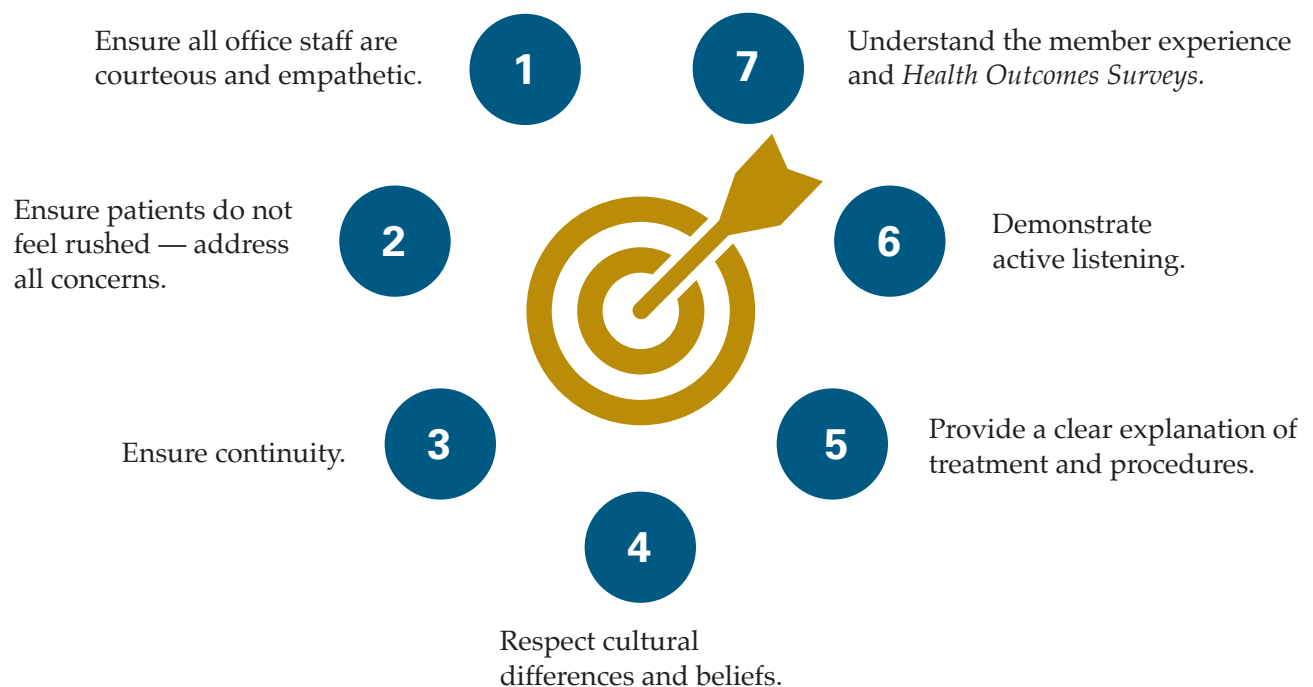 1
Ensure all office staff are
courteous and empathetic.
2
Ensure patients do not
feel rushed — address
all concerns.
3
Ensure continuity.
4
Respect cultural
differences and beliefs.
5
Provide a clear explanation of
treatment and procedures.
6
Demonstrate
active listening.
7
Understand the member experience
and Health Outcomes Surveys.